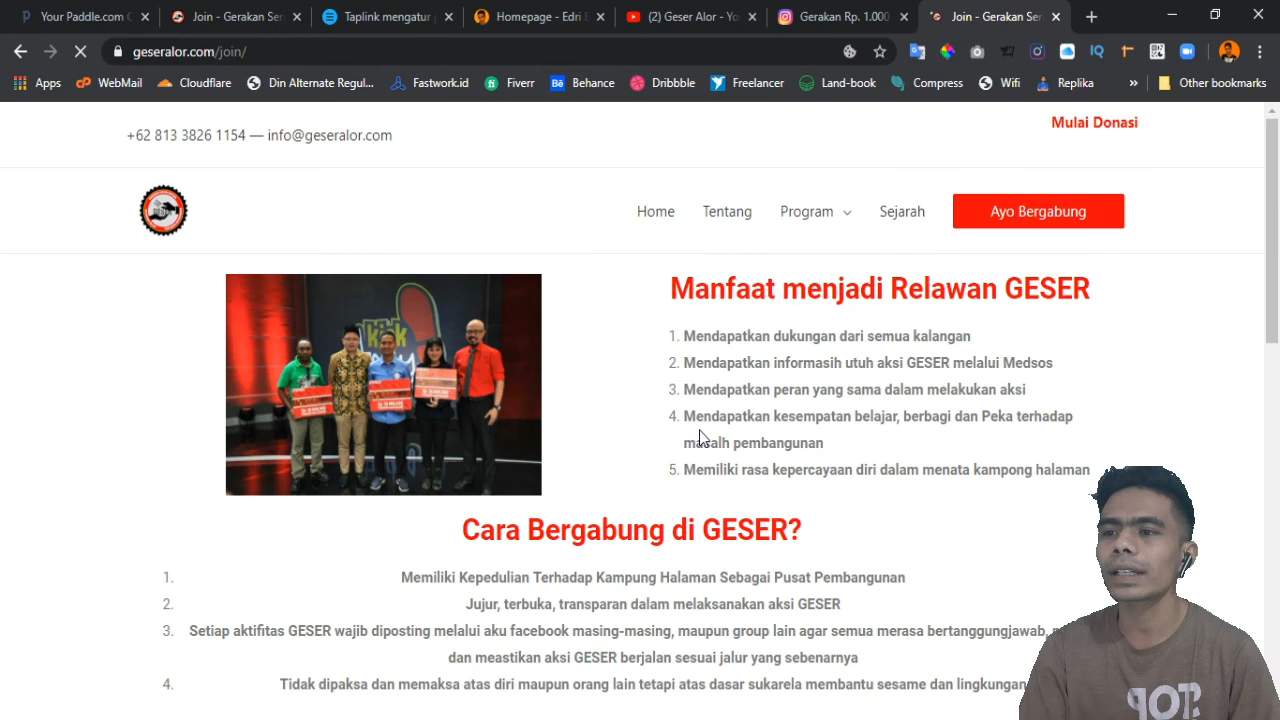 Your Paddle.com
Join - Gerakan Ser
Taplink mengatur
Homepage - Edri
(2) Geser Alor - Yo
Gerakan Rp. 1.000
Join - Gerakan Ser
geseralor.com/join/
Apps
WebMail
Cloudflare
Din Alternate Regul...
Fastwork.id
Fiverr
Behance
Dribbble
Freelancer
Land-book
Compress
Wifi
Replika
»
Other bookmarks
+62 813 3826 1154 — info@geseralor.com
Mulai Donasi
Home
Tentang
Program
Sejarah
Ayo Bergabung
Manfaat menjadi Relawan GESER
1. Mendapatkan dukungan dari semua kalangan
2. Mendapatkan informasih utuh aksi GESER melalui Medsos
3. Mendapatkan peran yang sama dalam melakukan aksi
4. Mendapatkan kesempatan belajar, berbagi dan Peka terhadap
masalh pembangunan
5. Memiliki rasa kepercayaan diri dalam menata kampong halaman
Cara Bergabung di GESER?
1. Memiliki Kepedulian Terhadap Kampung Halaman Sebagai Pusat Pembangunan
2. Jujur, terbuka, transparan dalam melaksanakan aksi GESER
3. Setiap aktifitas GESER wajib diposting melalui aku facebook masing-masing, maupun group lain agar semua merasa bertanggungjawab,
dan meastikan aksi GESER berjalan sesuai jalur yang sebenarnya
4. Tidak dipaksa dan memaksa atas diri maupun orang lain tetapi atas dasar sukarela membantu sesame dan lingkungan